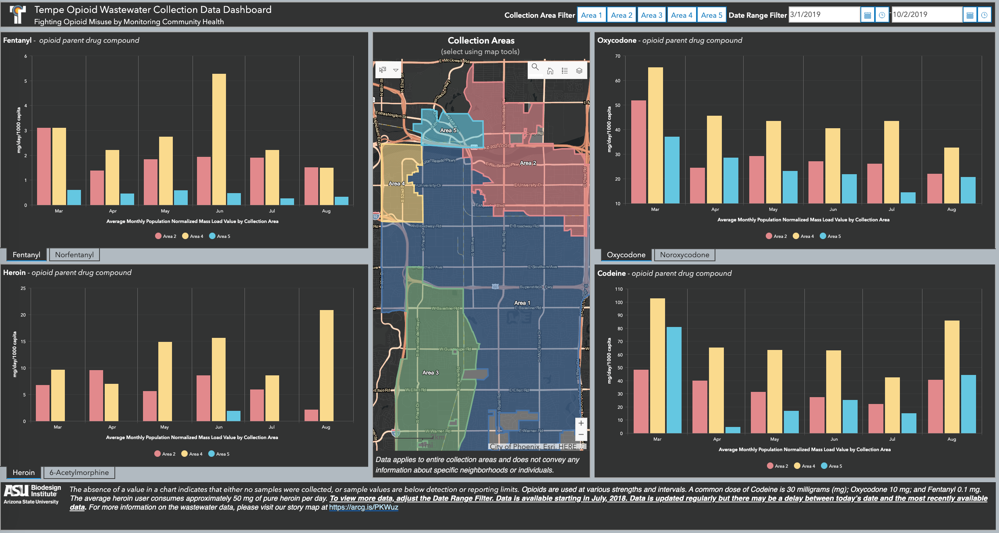 Tempe Opioid Wastewater Collection Data Dashboard
Fighting Opioid Misuse by Monitoring Community Health
Collection Area Filter Area 1 Area 2 Area 3 Area 4 Area 5 Date Range Filter 3/1/2019 - 10/2/2019
Fentanyl - opioid parent drug compound
6
5
4
3
2
1
0
mg/day/1000 capita
Mar Apr May Jun Jul Aug
Average Monthly Population Normalized Mass Load Value by Collection Area
Area 2 Area 4 Area 5
Fentanyl Norfentanyl
Heroin - opioid parent drug compound
25
20
15
10
5
0
mg/day/1000 capita
Mar Apr May Jun Jul Aug
Average Monthly Population Normalized Mass Load Value by Collection Area
Area 2 Area 4 Area 5
Heroin 6-Acetylmorphine
Collection Areas
(select using map tools)
E McDowell Rd
N 48th St
N 52nd St
N Galvin Pkwy
E Washington St
N Scottsdale Rd
Area 5
E Curry Rd
AZ-202-LOOP E
Rio Salado Pkwy
E Rio Salado Pkwy
Area 2
S Price Rd
Area 4
S 52nd S
University Dr
E University Dr
Blvd
10
Rd
W Broadway Rd
E Broadway Rd
S Priest Dr
S Mill Ave
S Rural Rd
W Southern Ave
E Southern Ave
60
Superstition Fwy
Area 1
W Baseline Rd
E Baseline Rd
S Avenida del Yaqui
S McClintock Dr
W Guadalupe Rd
Area 3
S Kyrene Rd
S Price Rd
Elliot Rd
W Elliot Rd
E Elliot Rd
S Priest Dr
S Rural Rd
10
W Warner Rd
E Warner Rd
2km
1mi
+
−
City of Phoenix, Esri, HERE,
Data applies to entire collection areas and does not convey any
information about specific neighborhoods or individuals.
Oxycodone - opioid parent drug compound
70
60
50
40
30
20
10
mg/day/1000 capita
Mar Apr May Jun Jul Aug
Average Monthly Population Normalized Mass Load Value by Collection Area
Area 2 Area 4 Area 5
Oxycodone Noroxycodone
Codeine - opioid parent drug compound
110
100
90
80
70
60
50
40
30
20
10
0
mg/day/1000 capita
Mar Apr May Jun Jul Aug
Average Monthly Population Normalized Mass Load Value by Collection Area
Area 2 Area 4 Area 5
ASU Biodesign Institute
Arizona State University
The absence of a value in a chart indicates that either no samples were collected, or sample values are below detection or reporting limits. Opioids are used at various strengths and intervals. A common dose of Codeine is 30 milligrams (mg); Oxycodone 10 mg; and Fentanyl 0.1 mg.
The average heroin user consumes approximately 50 mg of pure heroin per day. To view more data, adjust the Date Range Filter. Data is available starting in July, 2018. Data is updated regularly but there may be a delay between today's date and the most recently available
data. For more information on the wastewater data, please visit our story map at https://arcg.is/PKWuz